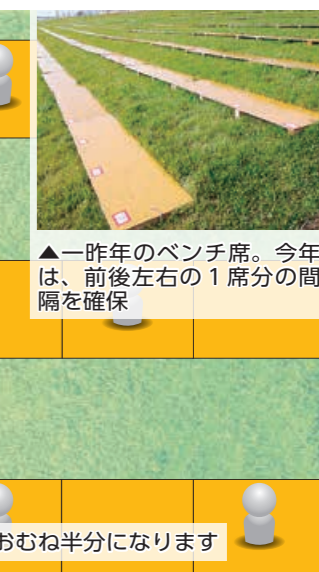 ▲一昨年のベンチ席。今年
は、前後左右の1席分の間
隔を確保
おむね半分になります